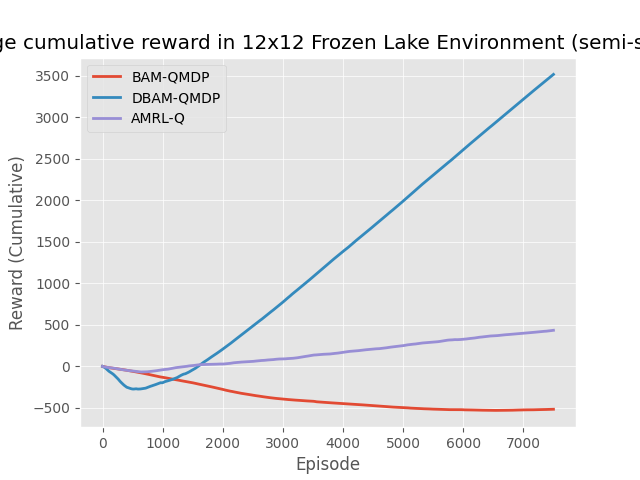 ge cumulative reward in 12x12 Frozen Lake Environment (semi-s
BAM-QMDP
DBAM-QMDP
AMRL-Q
Reward (Cumulative)
3500
3000
2500
2000
1500
1000
500
0
−500
0 1000 2000 3000 4000 5000 6000 7000
Episode